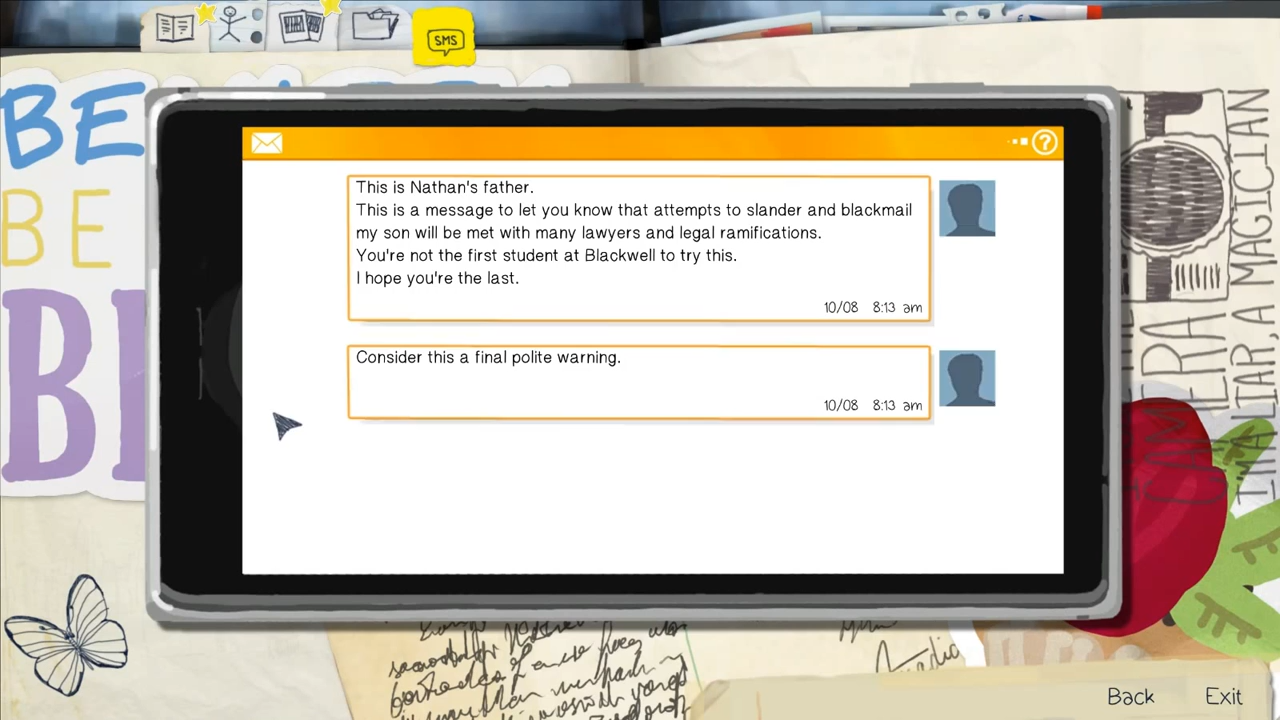 SMS
BE
BE
?
This is Nathan's father.
This is a message to let you know that attempts to slander and blackmail
my son will be met with many lawyers and legal ramifications.
You're not the first student at Blackwell to try this.
I hope you're the last.
10/08 8:13 am
Consider this a final polite warning.
10/08 8:13 am
A MAGICIAN
Back
Exit